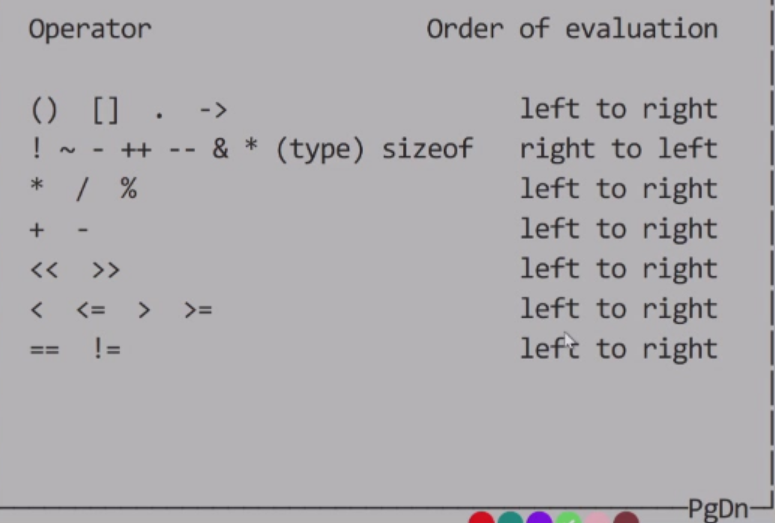 Operator Order of evaluation
() [] . -> left to right
! ~ - ++ -- & * (type) sizeof right to left
* / % left to right
+ - left to right
<< >> left to right
< <= > >= left to right
== != left to right
PgDn